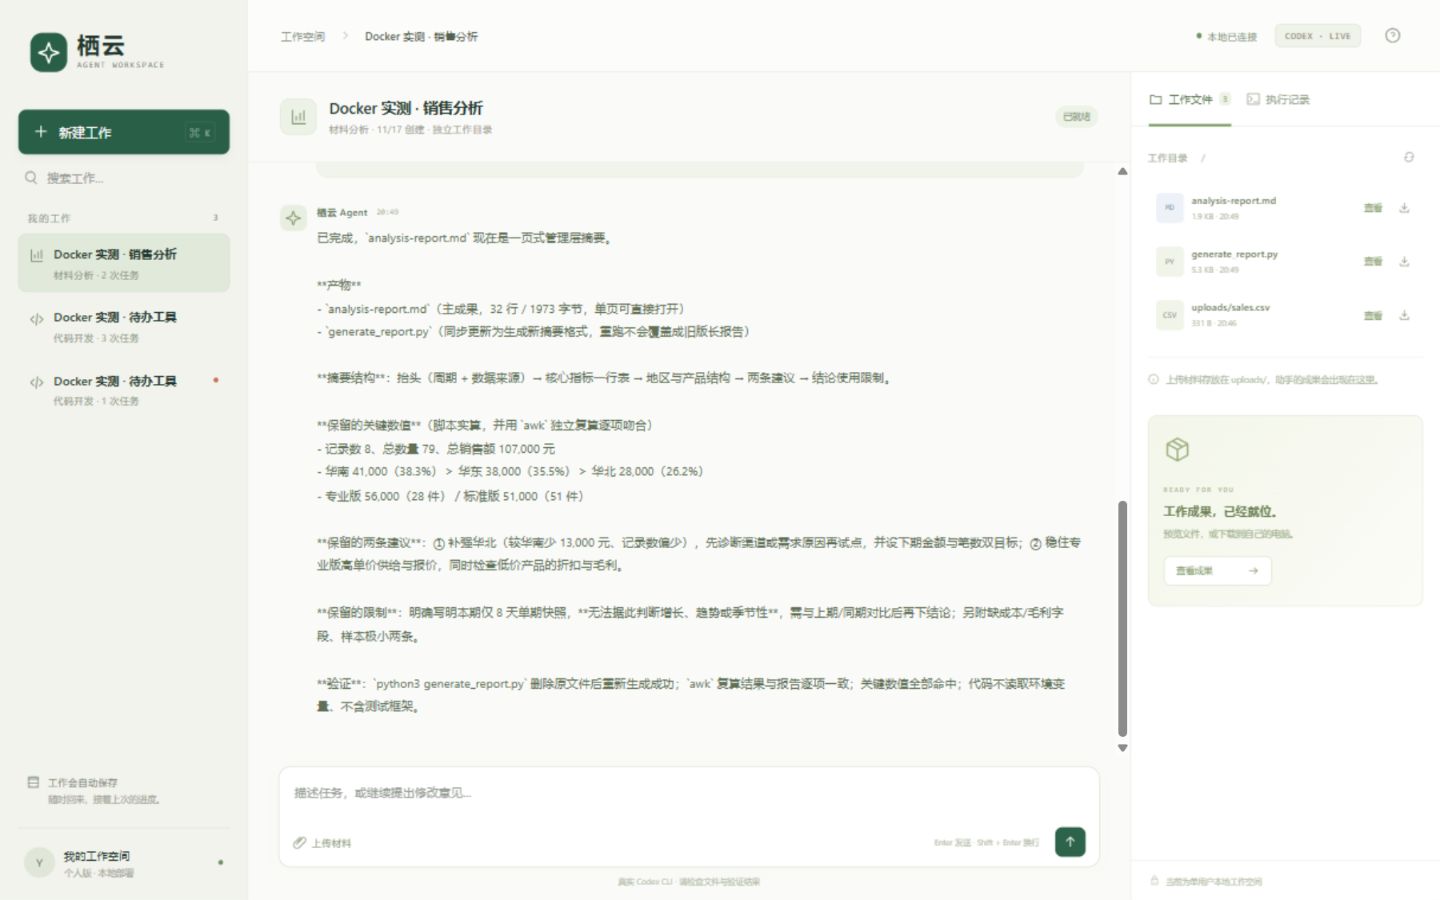 栖云
AGENT WORKSPACE
新建工作
⌘ K
搜索工作...
我的工作
3
Docker 实测 · 销售分析
材料分析 · 2 次任务
Docker 实测 · 待办工具
代码开发 · 3 次任务
Docker 实测 · 待办工具
代码开发 · 1 次任务
工作会自动保存
随时回来，接着上次的进度。
Y
我的工作空间
个人版 · 本地部署
工作空间
Docker 实测 · 销售分析
本地已连接
CODEX · LIVE
Docker 实测 · 销售分析
材料分析 · 11/17 创建 · 独立工作目录
已就绪
栖云 Agent 20:49
已完成，`analysis-report.md` 现在是一页式管理层摘要。
**产物**
- `analysis-report.md`（主成果，32 行 / 1973 字节，单页可直接打开）
- `generate_report.py`（同步更新为生成新摘要格式，重跑不会覆盖成旧版长报告）
**摘要结构**：抬头（周期 + 数据来源）→ 核心指标一行表 → 地区与产品结构 → 两条建议 → 结论使用限制。
**保留的关键数值**（脚本实算，并用 `awk` 独立复算逐项吻合）
- 记录数 8、总数量 79、总销售额 107,000 元
- 华南 41,000（38.3%）> 华东 38,000（35.5%）> 华北 28,000（26.2%）
- 专业版 56,000（28 件）/ 标准版 51,000（51 件）
**保留的两条建议**：① 补强华北（较华南少 13,000 元、记录数偏少），先诊断渠道或需求原因再试点，并设下期金额与笔数双目标；② 稳住专
业版高单价供给与报价，同时检查低价产品的折扣与毛利。
**保留的限制**：明确写明本期仅 8 天单期快照，**无法据此判断增长、趋势或季节性**，需与上期/同期对比后再下结论；另附缺成本/毛利字
段、样本极小两条。
**验证**：`python3 generate_report.py` 删除原文件后重新生成成功；`awk` 复算结果与报告逐项一致；关键数值全部命中；代码不读取环境变
量、不含测试框架。
描述任务，或继续提出修改意见...
上传材料
Enter 发送 · Shift + Enter 换行
真实 Codex CLI · 请检查文件与验证结果
工作文件 3
执行记录
工作目录 /
MD
analysis-report.md
1.9 KB · 20:49
查看
PY
generate_report.py
5.3 KB · 20:49
查看
CSV
uploads/sales.csv
331 B · 20:46
查看
上传材料存放在 uploads/，助手的成果会出现在这里。
READY FOR YOU
工作成果，已经就位。
预览文件，或下载到自己的电脑。
查看成果 →
当前为单用户本地工作空间